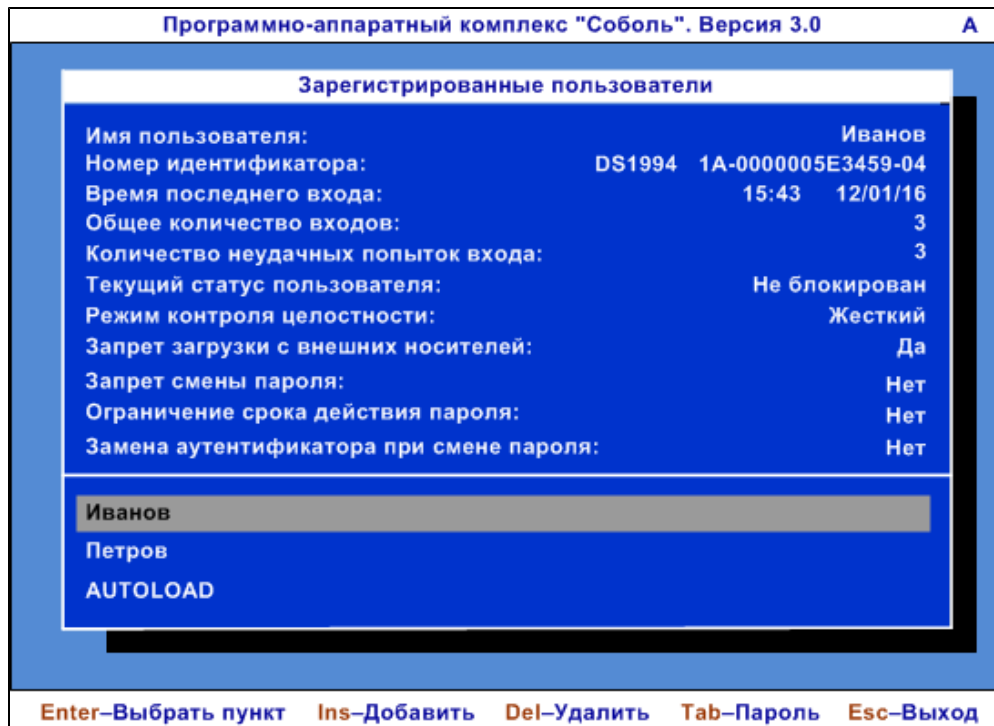 Программно-аппаратный комплекс "Соболь". Версия 3.0 A
Зарегистрированные пользователи
Имя пользователя: Иванов
Номер идентификатора: DS1994 1A-0000005E3459-04
Время последнего входа: 15:43 12/01/16
Общее количество входов: 3
Количество неудачных попыток входа: 3
Текущий статус пользователя: Не блокирован
Режим контроля целостности: Жесткий
Запрет загрузки с внешних носителей: Да
Запрет смены пароля: Нет
Ограничение срока действия пароля: Нет
Замена аутентификатора при смене пароля: Нет
Иванов
Петров
AUTOLOAD
Enter–Выбрать пункт Ins–Добавить Del–Удалить Tab–Пароль Esc–Выход